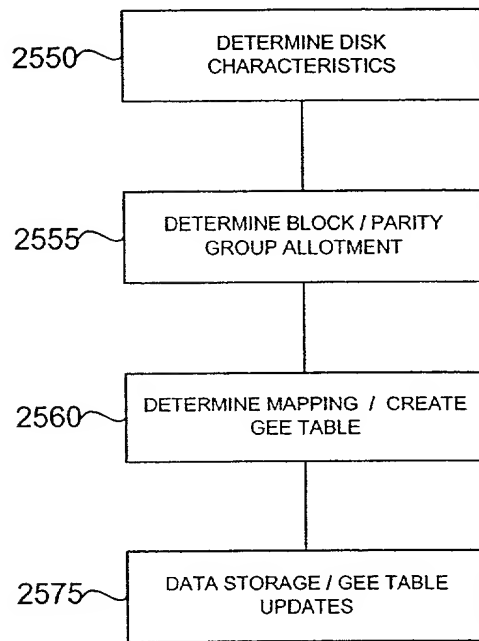 2550
DETERMINE DISK
CHARACTERISTICS
2555
DETERMINE BLOCK / PARITY
GROUP ALLOTMENT
2560
DETERMINE MAPPING / CREATE
GEE TABLE
2575
DATA STORAGE / GEE TABLE
UPDATES